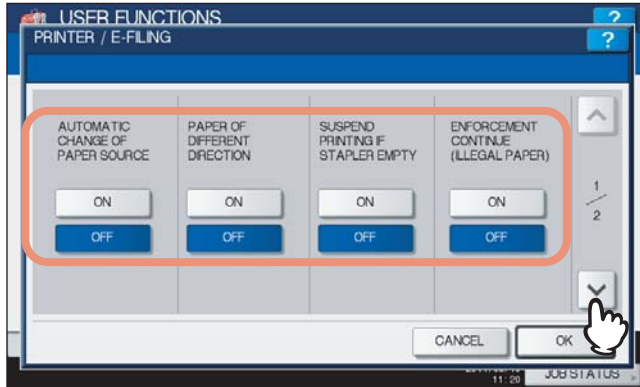 USER FUNCTIONS
?
PRINTER / E-FILING
?
AUTOMATIC
CHANGE OF
PAPER SOURCE
PAPER OF
DIFFERENT
DIRECTION
SUSPEND
PRINTING IF
STAPLER EMPTY
ENFORCEMENT
CONTINUE
(ILLEGAL PAPER)
ON
ON
ON
ON
OFF
OFF
OFF
OFF
1
2
CANCEL
OK
11:20
JOB STATUS